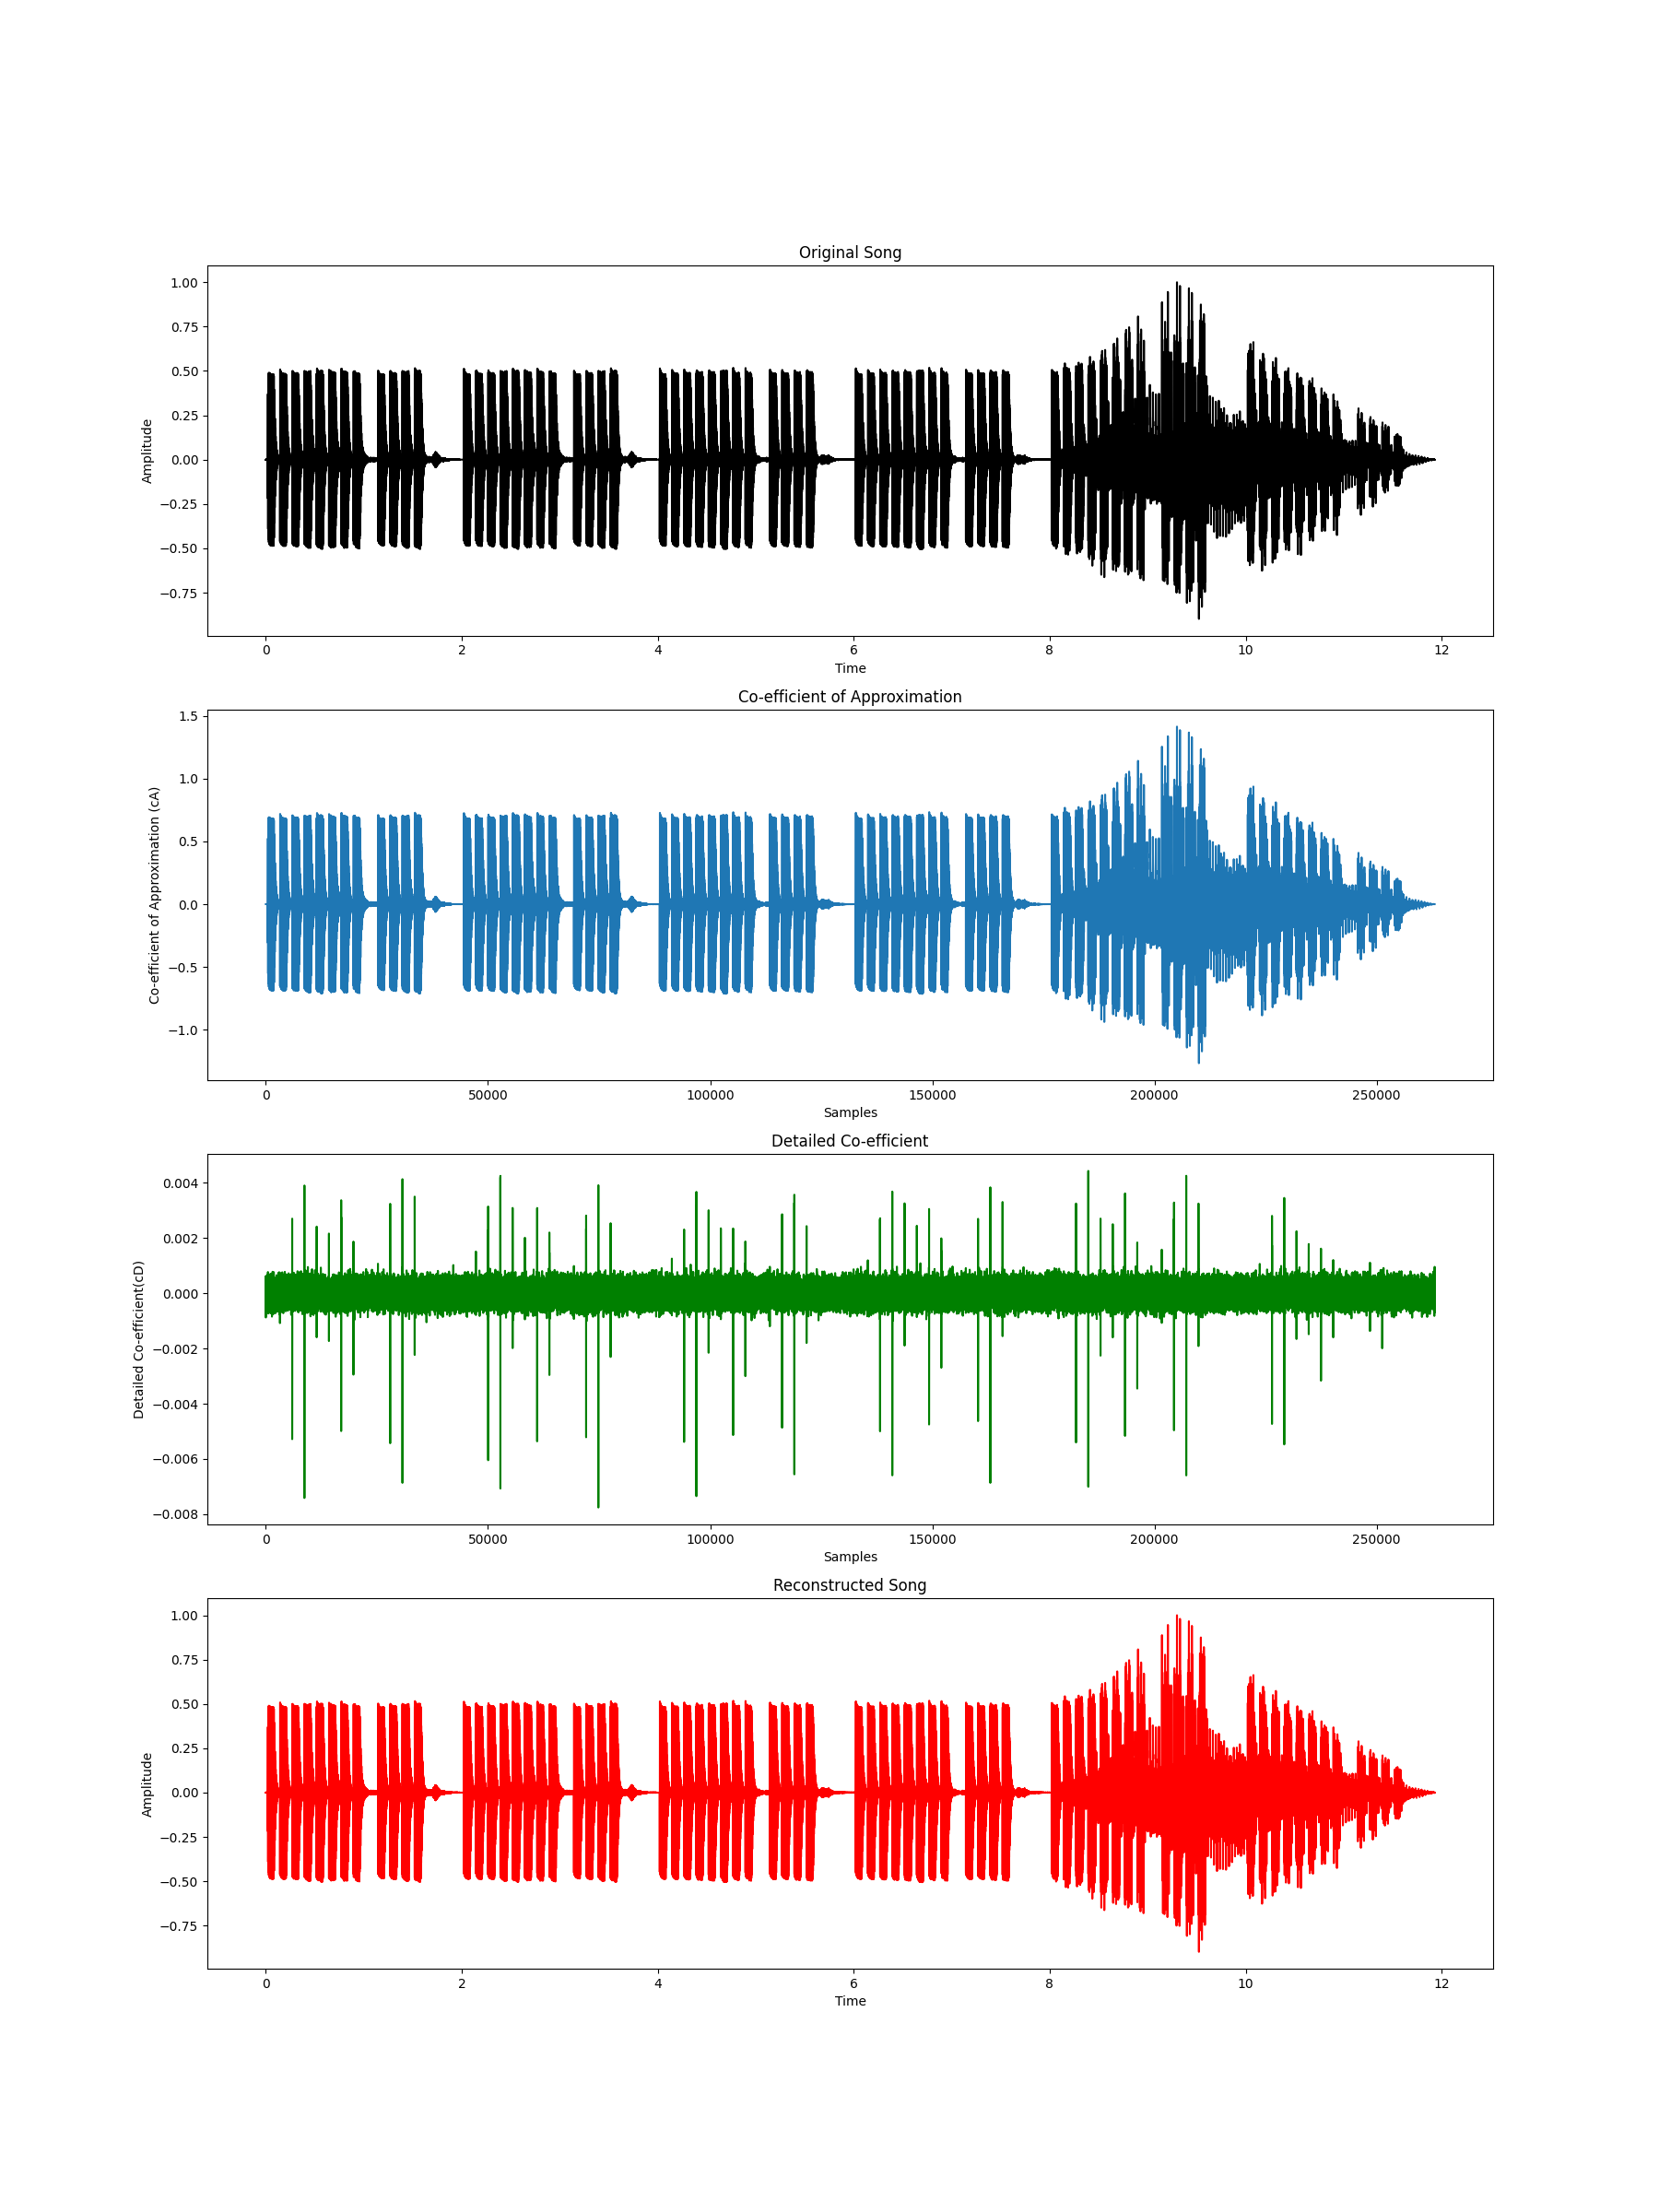 Original Song
1.00
0.75
0.50
0.25
0.00
−0.25
−0.50
−0.75
Amplitude
0 2 4 6 8 10 12
Time
Co-efficient of Approximation
1.5
1.0
0.5
0.0
−0.5
−1.0
Co-efficient of Approximation (cA)
0 50000 100000 150000 200000 250000
Samples
Detailed Co-efficient
0.004
0.002
0.000
−0.002
−0.004
−0.006
−0.008
Detailed Co-efficient(cD)
0 50000 100000 150000 200000 250000
Samples
Reconstructed Song
1.00
0.75
0.50
0.25
0.00
−0.25
−0.50
−0.75
Amplitude
0 2 4 6 8 10 12
Time